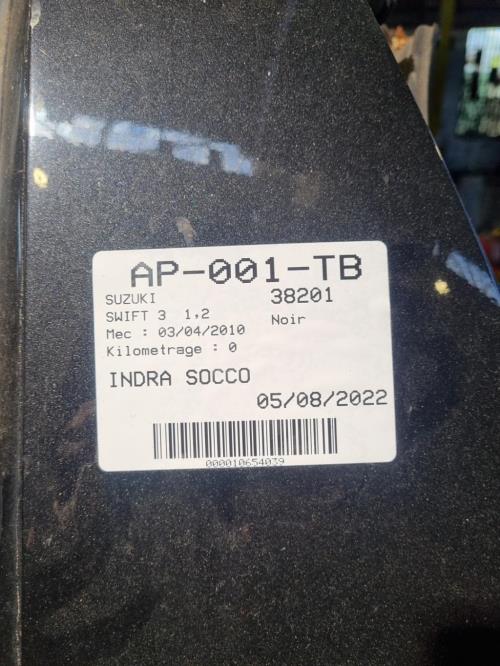 AP-001-TB
SUZUKI 38201
SWIFT 3 1,2 Noir
Mec : 03/04/2010
Kilometrage : 0
INDRA SOCCO
05/08/2022
000010654039